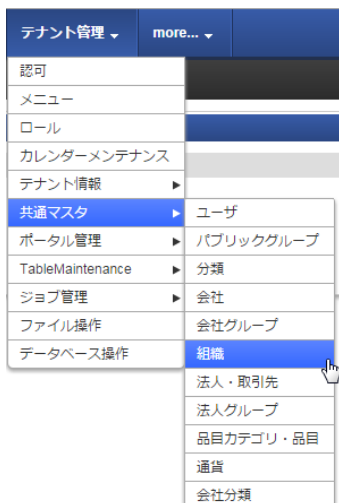 テナント管理
more...
認可
メニュー
ロール
カレンダーメンテナンス
テナント情報
共通マスタ
ポータル管理
TableMaintenance
ジョブ管理
ファイル操作
データベース操作
ユーザ
パブリックグループ
分類
会社
会社グループ
組織
法人・取引先
法人グループ
品目カテゴリ・品目
通貨
会社分類